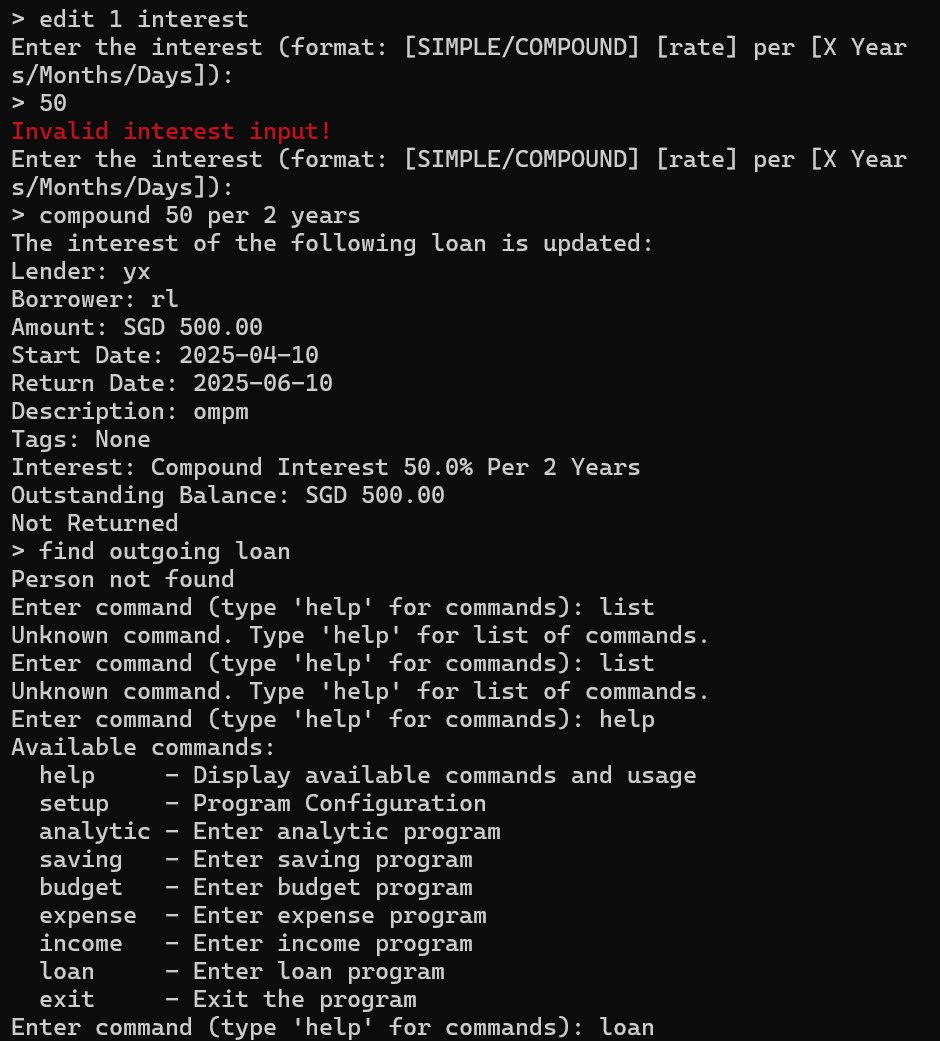 > edit 1 interest
Enter the interest (format: [SIMPLE/COMPOUND] [rate] per [X Year
s/Months/Days]):
> 50
Invalid interest input!
Enter the interest (format: [SIMPLE/COMPOUND] [rate] per [X Year
s/Months/Days]):
> compound 50 per 2 years
The interest of the following loan is updated:
Lender: yx
Borrower: rl
Amount: SGD 500.00
Start Date: 2025-04-10
Return Date: 2025-06-10
Description: ompm
Tags: None
Interest: Compound Interest 50.0% Per 2 Years
Outstanding Balance: SGD 500.00
Not Returned
> find outgoing loan
Person not found
Enter command (type 'help' for commands): list
Unknown command. Type 'help' for list of commands.
Enter command (type 'help' for commands): list
Unknown command. Type 'help' for list of commands.
Enter command (type 'help' for commands): help
Available commands:
  help     - Display available commands and usage
  setup    - Program Configuration
  analytic - Enter analytic program
  saving   - Enter saving program
  budget   - Enter budget program
  expense  - Enter expense program
  income   - Enter income program
  loan     - Enter loan program
  exit     - Exit the program
Enter command (type 'help' for commands): loan